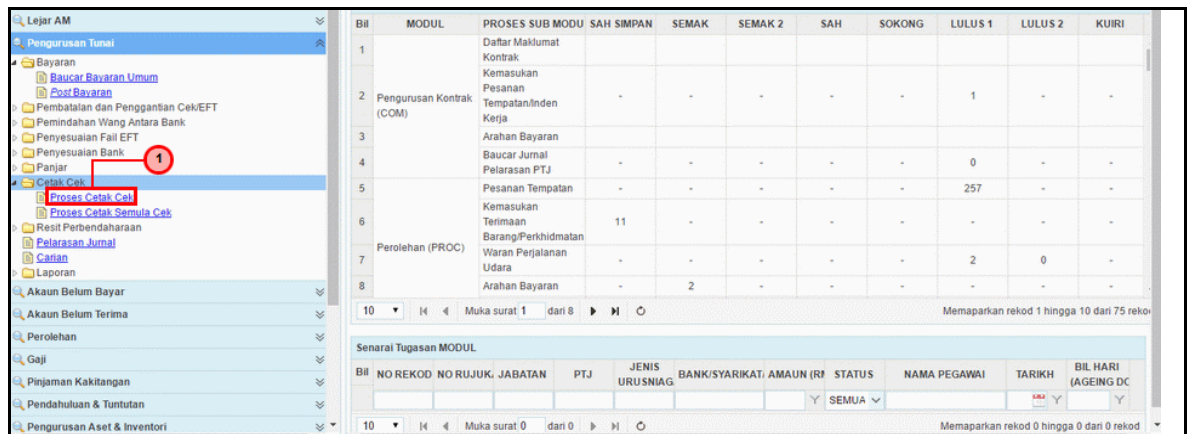 Lejar AM
Pengurusan Tunai
Bayaran
Baucar Bayaran Umum
Post Bayaran
Pembatalan dan Penggantian Cek/EFT
Pemindahan Wang Antara Bank
Penyesuaian Fail EFT
Penyesuaian Bank
Panjar
1
Cetak Cek
Proses Cetak Cek
Proses Cetak Semula Cek
Resit Perbendaharaan
Pelarasan Jurnal
Carian
Laporan
Akaun Belum Bayar
Akaun Belum Terima
Perolehan
Gaji
Pinjaman Kakitangan
Pendahuluan & Tuntutan
Pengurusan Aset & Inventori
Bil MODUL PROSES SUB MODU SAH SIMPAN SEMAK SEMAK 2 SAH SOKONG LULUS 1 LULUS 2 KUIRI
1 Daftar Maklumat
Kontrak
Pengurusan Kontrak
(COM)
2 Kemasukan
Pesanan
Tempatan/Inden
Kerja
- - - - - 1 - -
3 Arahan Bayaran
4 Baucar Jurnal
Pelarasan PTJ
- - - - - 0 - -
Perolehan (PROC)
5 Pesanan Tempatan - - - - - 257 - -
6 Kemasukan
Terimaan
Barang/Perkhidmatan
11 - - - - - - -
7 Waran Perjalanan
Udara
- - - - - 2 0 -
8 Arahan Bayaran - 2 - - - - - -
10 Muka surat 1 dari 8 Memaparkan rekod 1 hingga 10 dari 75 reko
Senarai Tugasan MODUL
Bil NO REKOD NO RUJUK JABATAN PTJ JENIS
URUSNIAG
BANK/SYARIKAT AMAUN (RM STATUS NAMA PEGAWAI TARIKH BIL HARI
(AGEING DO
SEMUA
10 Muka surat 0 dari 0 Memaparkan rekod 0 hingga 0 dari 0 rekod